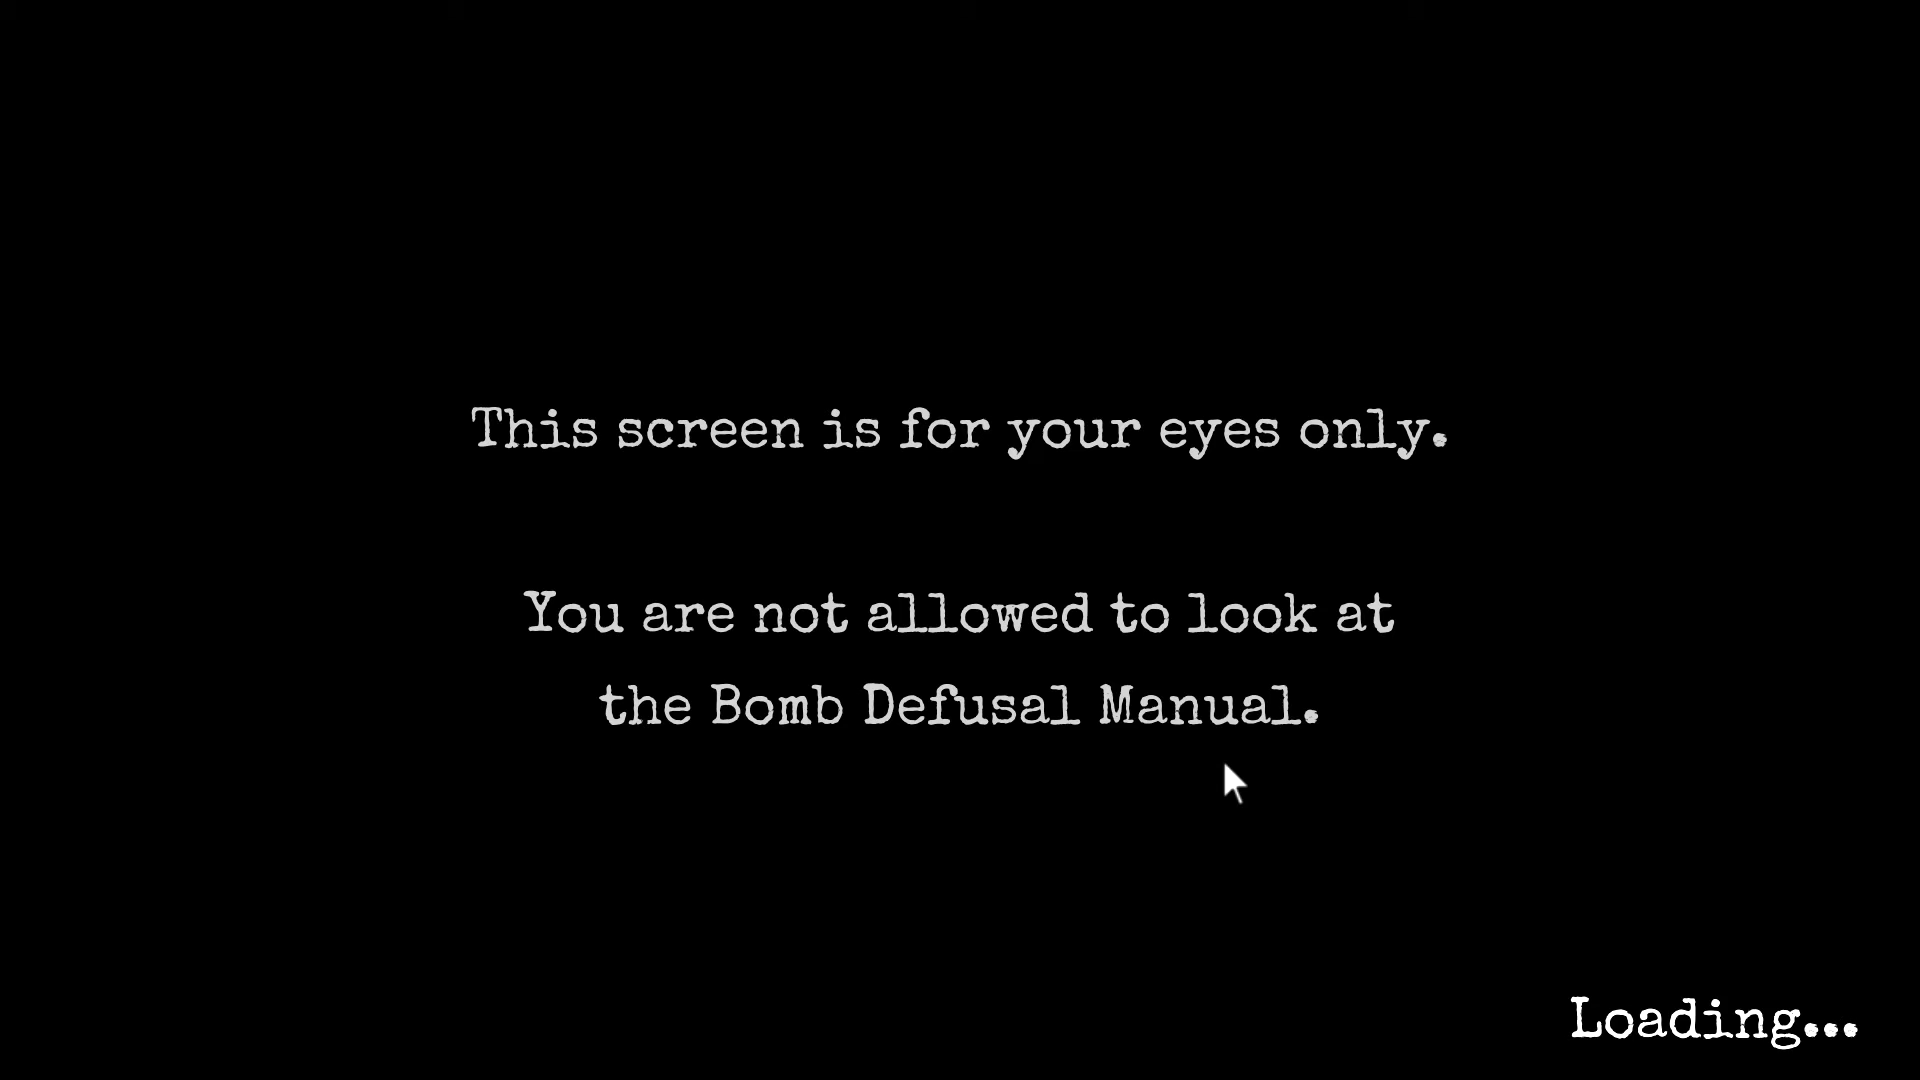 This screen is for your eyes only.
You are not allowed to look at
the Bomb Defusal Manual.
Loading...